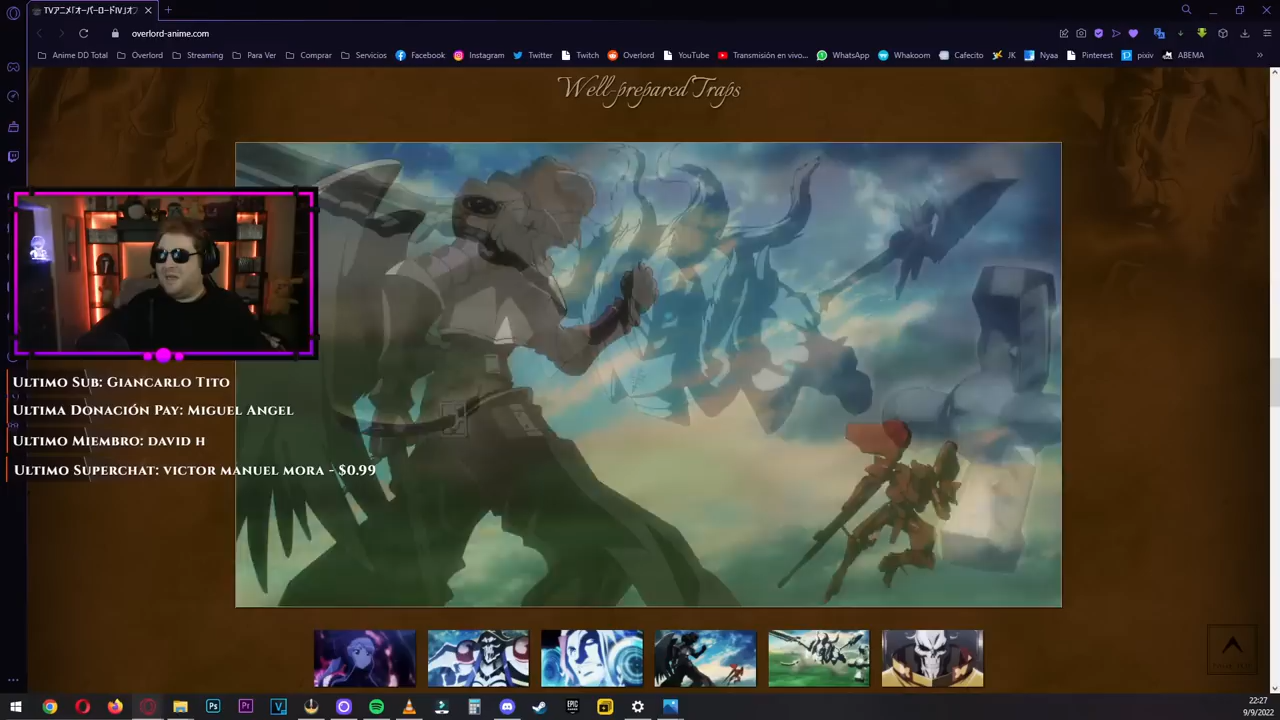 TVアニメ「オーバーロードIV」オフ
overlord-anime.com
Anime DD Total
Overlord
Streaming
Para Ver
Comprar
Servicios
Facebook
Instagram
Twitter
Twitch
Overlord
YouTube
Transmisión en vivo...
WhatsApp
Whakoom
Cafecito
JK
Nyaa
Pinterest
pixiv
ABEMA
Well-prepared Traps
Ultimo Sub: Giancarlo Tito
Ultima Donación Pay: Miguel Angel
Ultimo Miembro: david h
Ultimo Superchat: victor manuel mora - $0.99
22:27
9/9/2022